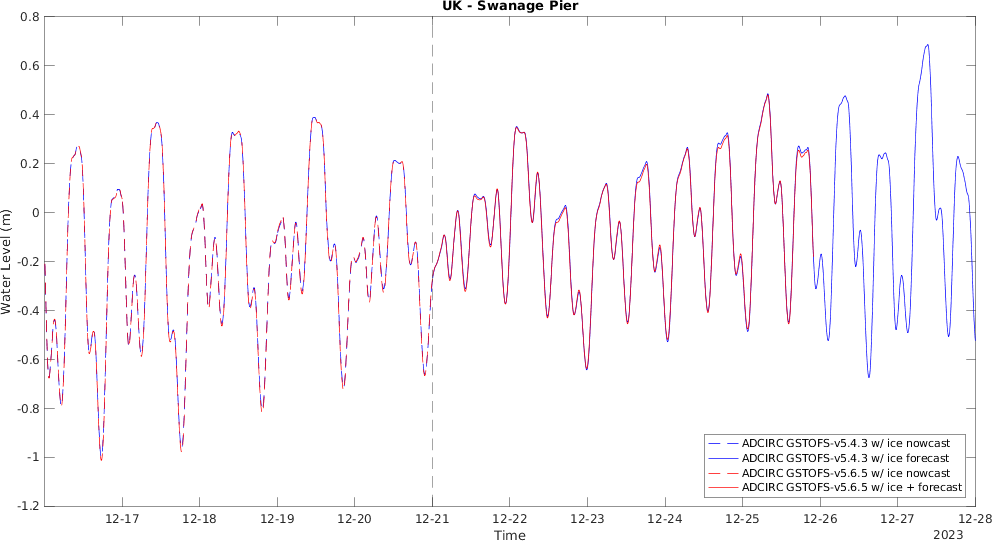 UK - Swanage Pier
0.8
0.6
0.4
0.2
0
-0.2
-0.4
-0.6
-0.8
-1
-1.2
Water Level (m)
ADCIRC GSTOFS-v5.4.3 w/ ice nowcast
ADCIRC GSTOFS-v5.4.3 w/ ice forecast
ADCIRC GSTOFS-v5.6.5 w/ ice nowcast
ADCIRC GSTOFS-v5.6.5 w/ ice + forecast
12-17 12-18 12-19 12-20 12-21 12-22 12-23 12-24 12-25 12-26 12-27 12-28
Time
2023